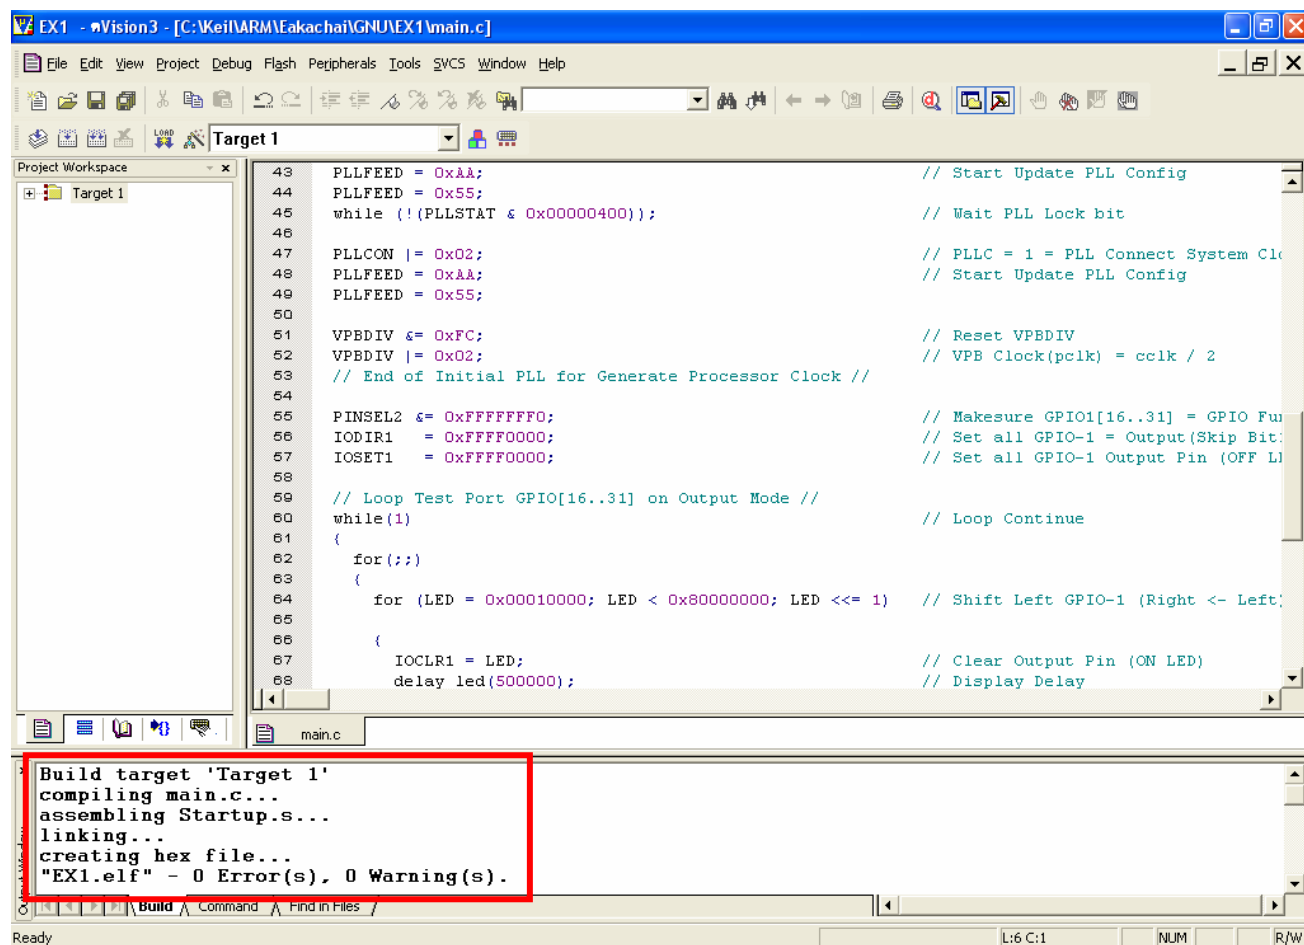 EX1 - πVision3 - [C:\Keil\ARM\Eakachai\GNU\EX1\main.c]
File Edit View Project Debug Flash Peripherals Tools SVCS Window Help
LOAD Target 1
Project Workspace
Target 1
43 PLLFEED = 0xAA; // Start Update PLL Config
44 PLLFEED = 0x55;
45 while (!(PLLSTAT & 0x00000400)); // Wait PLL Lock bit
46
47 PLLCON |= 0x02; // PLLC = 1 = PLL Connect System Clo
48 PLLFEED = 0xAA; // Start Update PLL Config
49 PLLFEED = 0x55;
50
51 VPBDIV &= 0xFC; // Reset VPBDIV
52 VPBDIV |= 0x02; // VPB Clock(pclk) = cclk / 2
53 // End of Initial PLL for Generate Processor Clock //
54
55 PINSEL2 &= 0xFFFFFFF0; // Makesure GPIO1[16..31] = GPIO Fun
56 IODIR1 = 0xFFFF0000; // Set all GPIO-1 = Output(Skip Bit
57 IOSET1 = 0xFFFF0000; // Set all GPIO-1 Output Pin (OFF LE
58
59 // Loop Test Port GPIO[16..31] on Output Mode //
60 while(1) // Loop Continue
61 {
62 for(;;)
63 {
64 for (LED = 0x00010000; LED < 0x80000000; LED <<= 1) // Shift Left GPIO-1 (Right <- Left)
65
66 {
67 IOCLR1 = LED; // Clear Output Pin (ON LED)
68 delay_led(500000); // Display Delay
main.c
Build target 'Target 1'
compiling main.c...
assembling Startup.s...
linking...
creating hex file...
"EX1.elf" - 0 Error(s), 0 Warning(s).
Build Command Find in Files
Ready L:6 C:1 NUM R/W